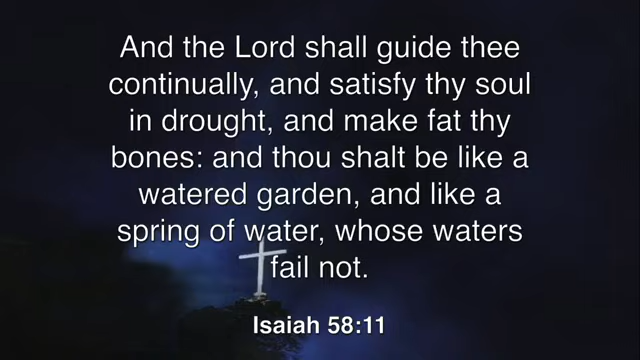 And the Lord shall guide thee
continually, and satisfy thy soul
in drought, and make fat thy
bones: and thou shalt be like a
watered garden, and like a
spring of water, whose waters
fail not.
Isaiah 58:11